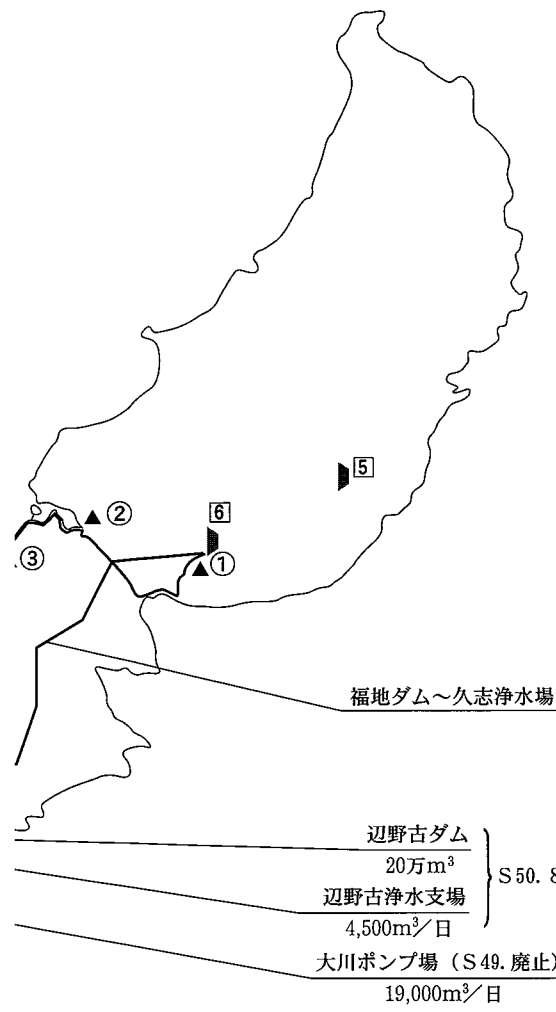 5
②
6
③
①
福地ダム～久志浄水場
辺野古ダム
20万m³
S50. 8
辺野古浄水支場
4,500m³/日
大川ポンプ場（S49. 廃止）
19,000m³/日